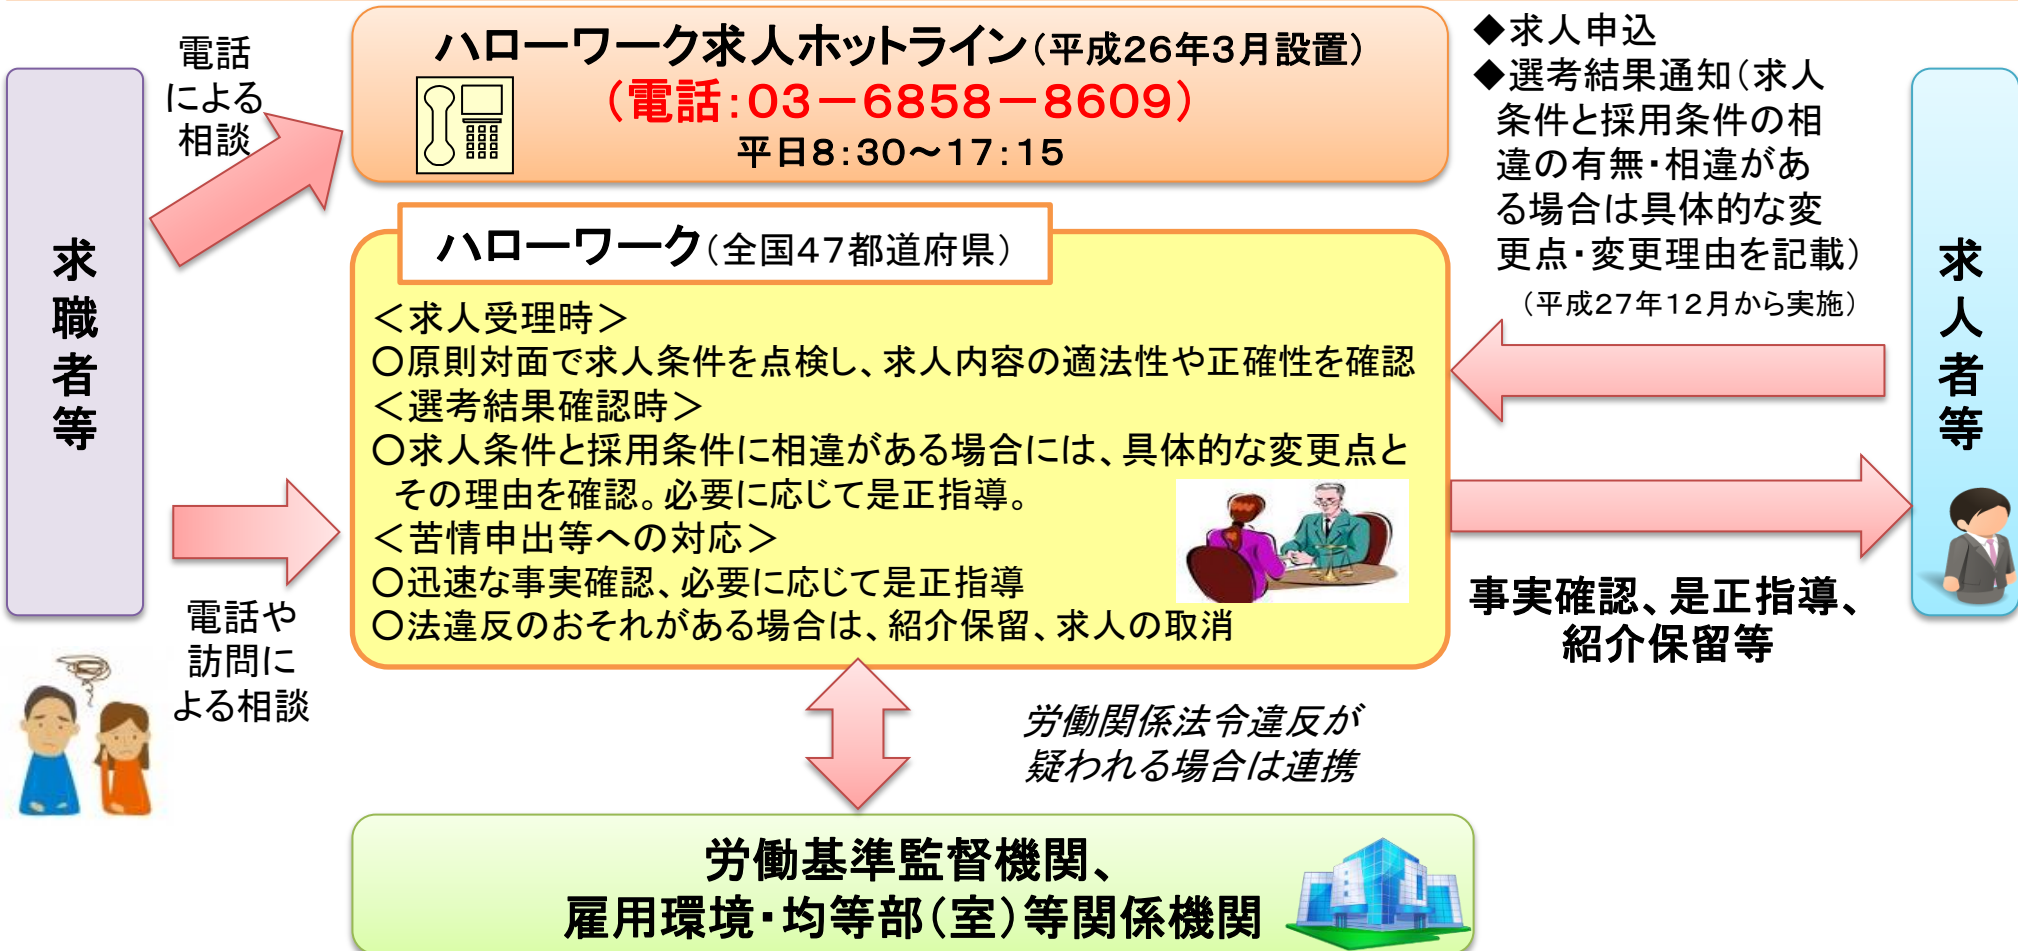 電話
による
相談
ハローワーク求人ホットライン(平成26年3月設置)
(電話:03-6858-8609)
平日8:30～17:15
◆求人申込
◆選考結果通知(求人
条件と採用条件の相
違の有無・相違があ
る場合は具体的な変
更点・変更理由を記載)
(平成27年12月から実施)
求職者等
ハローワーク(全国47都道府県)
＜求人受理時＞
○原則対面で求人条件を点検し、求人内容の適法性や正確性を確認
＜選考結果確認時＞
○求人条件と採用条件に相違がある場合には、具体的な変更点と
その理由を確認。必要に応じて是正指導。
＜苦情申出等への対応＞
○迅速な事実確認、必要に応じて是正指導
○法違反のおそれがある場合は、紹介保留、求人の取消
求人者等
電話や
訪問に
よる相談
事実確認、是正指導、
紹介保留等
労働関係法令違反が
疑われる場合は連携
労働基準監督機関、
雇用環境・均等部(室)等関係機関